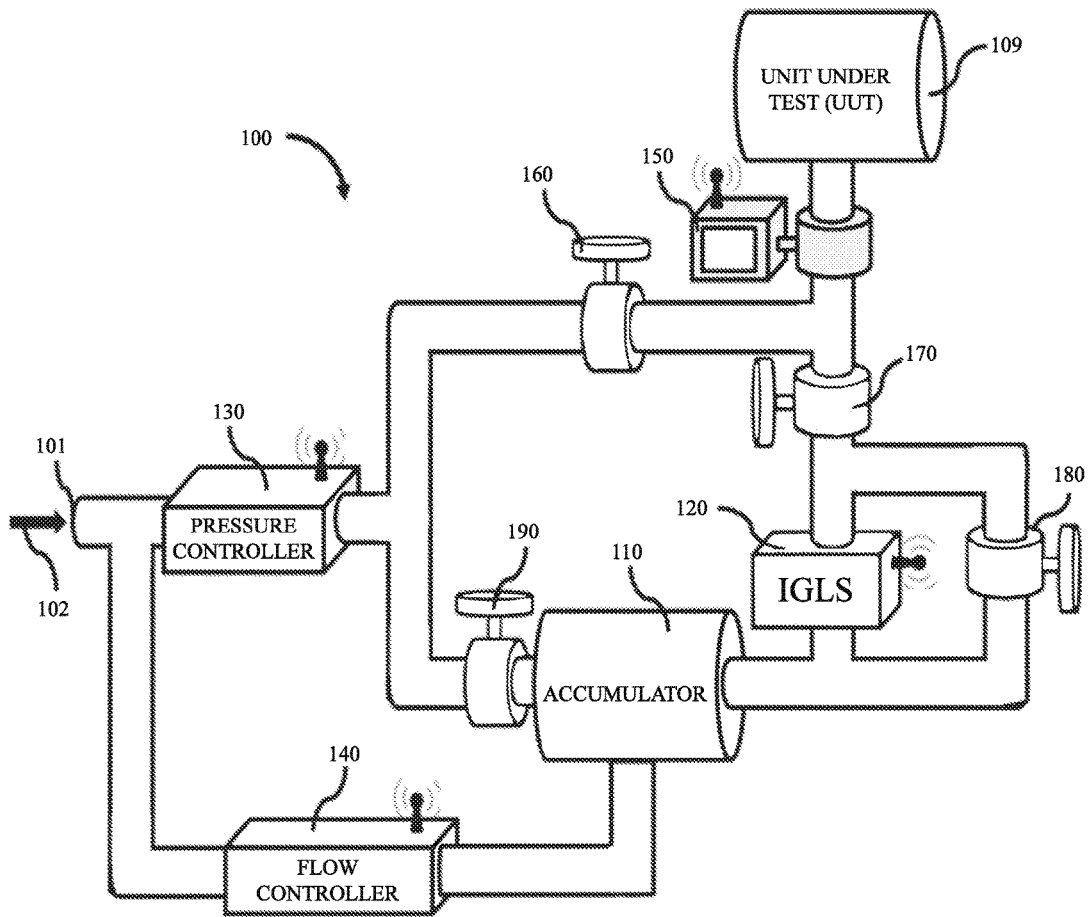 UNIT UNDER
TEST (UUT)
109
100
150
160
170
130
101
PRESSURE
CONTROLLER
180
120
190
110
102
IGLS
ACCUMULATOR
140
FLOW
CONTROLLER